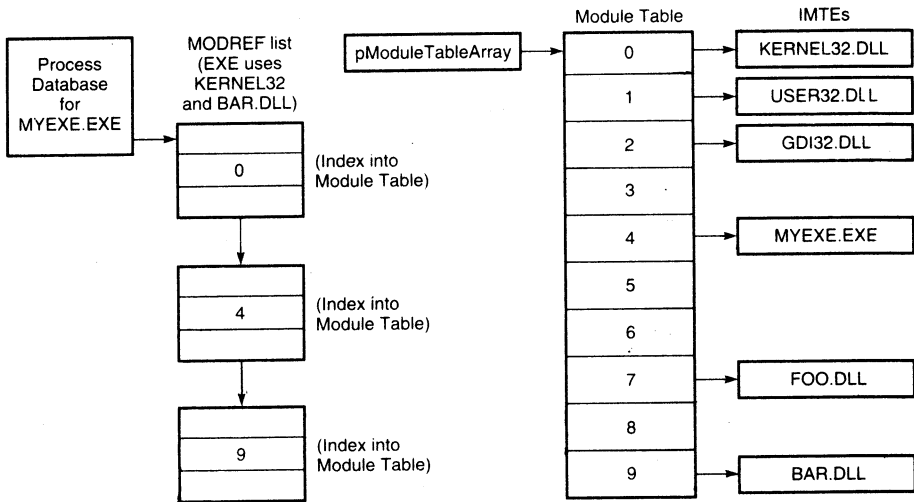 Process
Database
for
MYEXE.EXE
MODREF list
(EXE uses
KERNEL32
and BAR.DLL)
0
(Index into
Module Table)
4
(Index into
Module Table)
9
(Index into
Module Table)
pModuleTableArray
Module Table
0
1
2
3
4
5
6
7
8
9
IMTEs
KERNEL32.DLL
USER32.DLL
GDI32.DLL
MYEXE.EXE
FOO.DLL
BAR.DLL